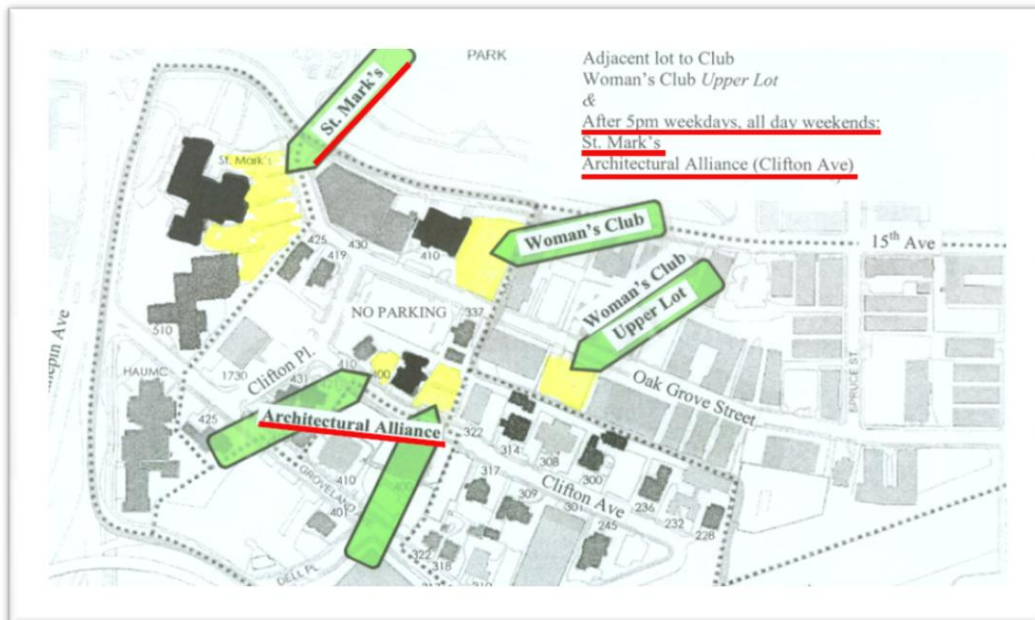 PARK
Adjacent lot to Club
Woman's Club Upper Lot
&
After 5pm weekdays, all day weekends:
St. Mark's
Architectural Alliance (Clifton Ave)
St. Mark's
St. Mark's
Woman's Club
15th Ave
425
430
419
410
Woman's Club
Upper Lot
NO PARKING
337
510
HAUMC
1730
Clifton Pl.
410
431
425
Architectural Alliance
Oak Grove Street
SPRUCE ST
322
314
308
300
Clifton Ave
317
309
301
245
236
232
228
GROVELAND
410
401
322
318
DELL PL